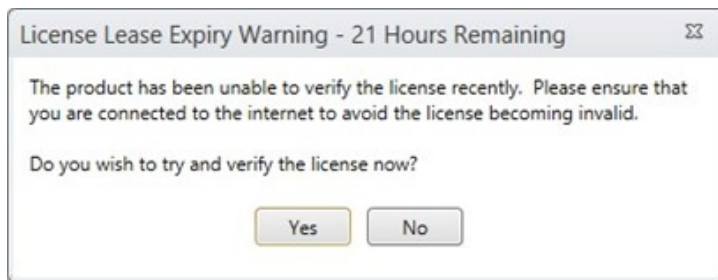 License Lease Expiry Warning - 21 Hours Remaining
The product has been unable to verify the license recently.  Please ensure that
you are connected to the internet to avoid the license becoming invalid.
Do you wish to try and verify the license now?
Yes No